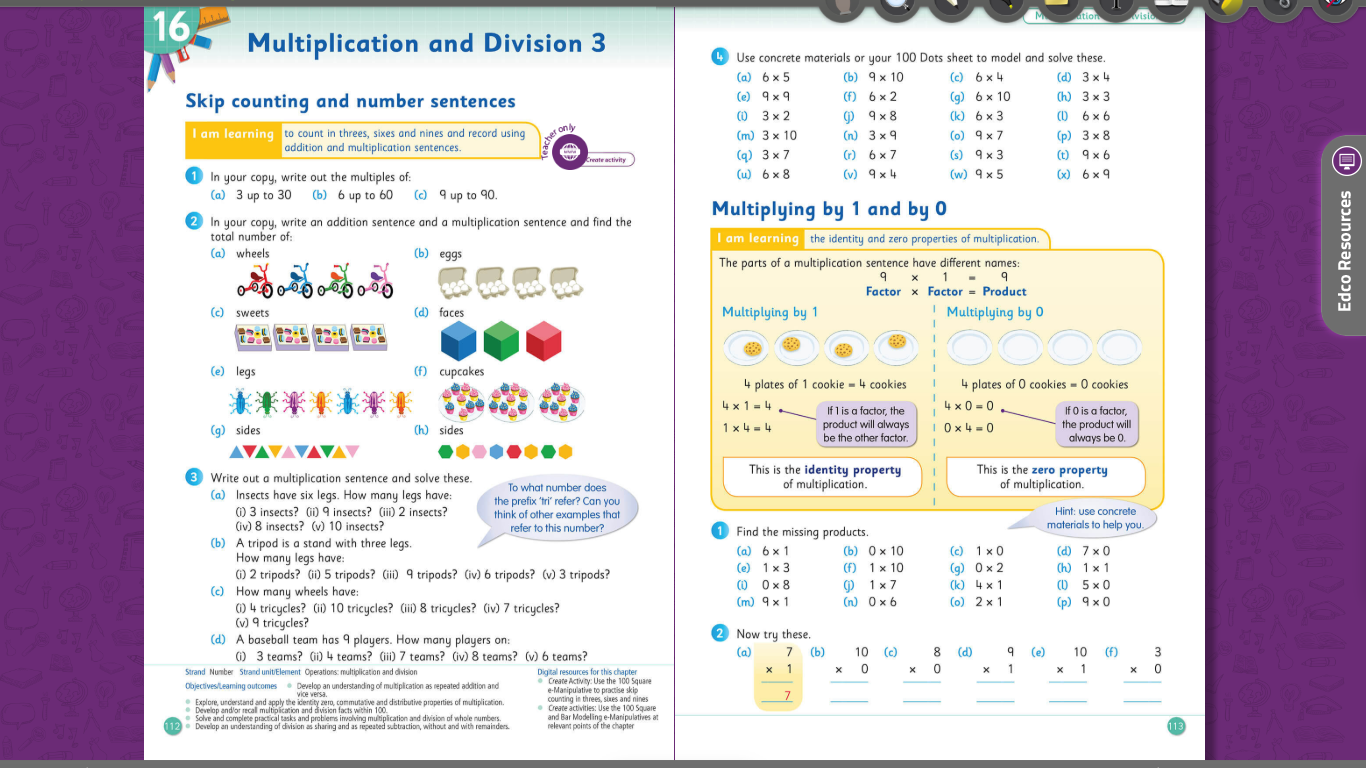 16
Multiplication and Division 3
Skip counting and number sentences
I am learning to count in threes, sixes and nines and record using
addition and multiplication sentences.
Teacher only
www
Create activity
1 In your copy, write out the multiples of:
(a) 3 up to 30 (b) 6 up to 60 (c) 9 up to 90.
2 In your copy, write an addition sentence and a multiplication sentence and find the
total number of:
(a) wheels (b) eggs
(c) sweets (d) faces
(e) legs (f) cupcakes
(g) sides (h) sides
3 Write out a multiplication sentence and solve these.
(a) Insects have six legs. How many legs have:
(i) 3 insects? (ii) 9 insects? (iii) 2 insects?
(iv) 8 insects? (v) 10 insects?
To what number does
the prefix 'tri' refer? Can you
think of other examples that
refer to this number?
(b) A tripod is a stand with three legs.
How many legs have:
(i) 2 tripods? (ii) 5 tripods? (iii) 9 tripods? (iv) 6 tripods? (v) 3 tripods?
(c) How many wheels have:
(i) 4 tricycles? (ii) 10 tricycles? (iii) 8 tricycles? (iv) 7 tricycles?
(v) 9 tricycles?
(d) A baseball team has 9 players. How many players on:
(i) 3 teams? (ii) 4 teams? (iii) 7 teams? (iv) 8 teams? (v) 6 teams?
Strand Number Strand unit/Element Operations: multiplication and division
Objectives/Learning outcomes Develop an understanding of multiplication as repeated addition and
vice versa.
Explore, understand and apply the identity zero, commutative and distributive properties of multiplication.
Develop and/or recall multiplication and division facts within 100.
Solve and complete practical tasks and problems involving multiplication and division of whole numbers.
Develop an understanding of division as sharing and as repeated subtraction, without and with remainders.
Digital resources for this chapter
Create Activity: Use the 100 Square
e-Manipulative to practise skip
counting in threes, sixes and nines
Create activities: Use the 100 Square
and Bar Modelling e-Manipulatives at
relevant points of the chapter
112
4 Use concrete materials or your 100 Dots sheet to model and solve these.
(a) 6 × 5 (b) 9 × 10 (c) 6 × 4 (d) 3 × 4
(e) 9 × 9 (f) 6 × 2 (g) 6 × 10 (h) 3 × 3
(i) 3 × 2 (j) 9 × 8 (k) 6 × 3 (l) 6 × 6
(m) 3 × 10 (n) 3 × 9 (o) 9 × 7 (p) 3 × 8
(q) 3 × 7 (r) 6 × 7 (s) 9 × 3 (t) 9 × 6
(u) 6 × 8 (v) 9 × 4 (w) 9 × 5 (x) 6 × 9
Multiplying by 1 and by 0
I am learning the identity and zero properties of multiplication.
The parts of a multiplication sentence have different names:
9 × 1 = 9
Factor × Factor = Product
Multiplying by 1
4 plates of 1 cookie = 4 cookies
4 × 1 = 4
1 × 4 = 4
If 1 is a factor, the
product will always
be the other factor.
This is the identity property
of multiplication.
Multiplying by 0
4 plates of 0 cookies = 0 cookies
4 × 0 = 0
0 × 4 = 0
If 0 is a factor,
the product will
always be 0.
This is the zero property
of multiplication.
Hint: use concrete
materials to help you.
1 Find the missing products.
(a) 6 × 1 (b) 0 × 10 (c) 1 × 0 (d) 7 × 0
(e) 1 × 3 (f) 1 × 10 (g) 0 × 2 (h) 1 × 1
(i) 0 × 8 (j) 1 × 7 (k) 4 × 1 (l) 5 × 0
(m) 9 × 1 (n) 0 × 6 (o) 2 × 1 (p) 9 × 0
2 Now try these.
(a) 7 (b) 10 (c) 8 (d) 9 (e) 10 (f) 3
× 1 × 0 × 0 × 1 × 1 × 0
7
113
Edco Resources